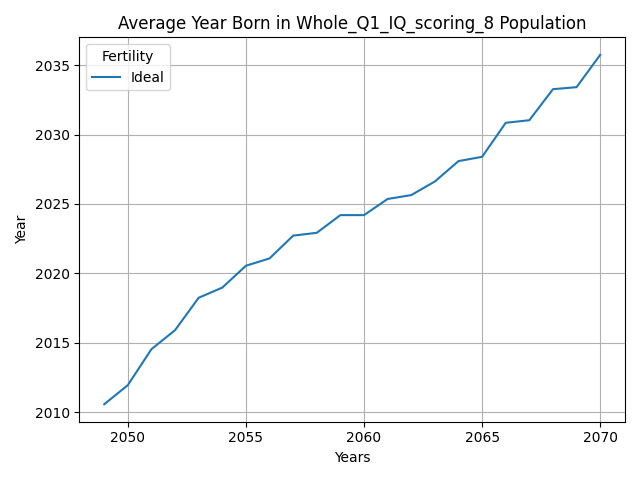 Average Year Born in Whole_Q1_IQ_scoring_8 Population
Fertility
Ideal
2035
2030
2025
2020
2015
2010
Year
2050 2055 2060 2065 2070
Years